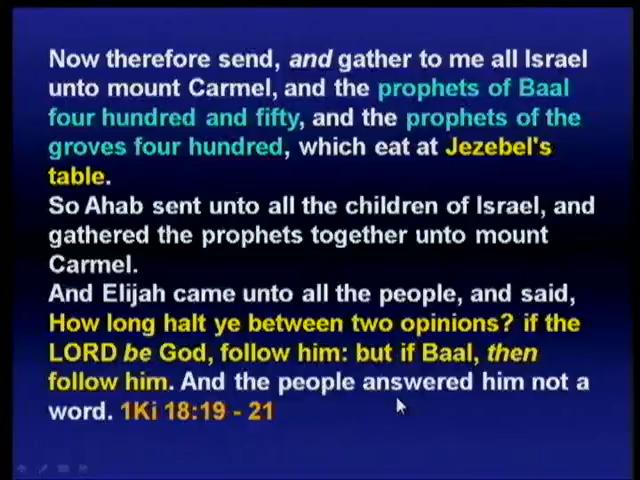 Now therefore send, and gather to me all Israel
unto mount Carmel, and the prophets of Baal
four hundred and fifty, and the prophets of the
groves four hundred, which eat at Jezebel's
table.
So Ahab sent unto all the children of Israel, and
gathered the prophets together unto mount
Carmel.
And Elijah came unto all the people, and said,
How long halt ye between two opinions? if the
LORD be God, follow him: but if Baal, then
follow him. And the people answered him not a
word. 1Ki 18:19 - 21